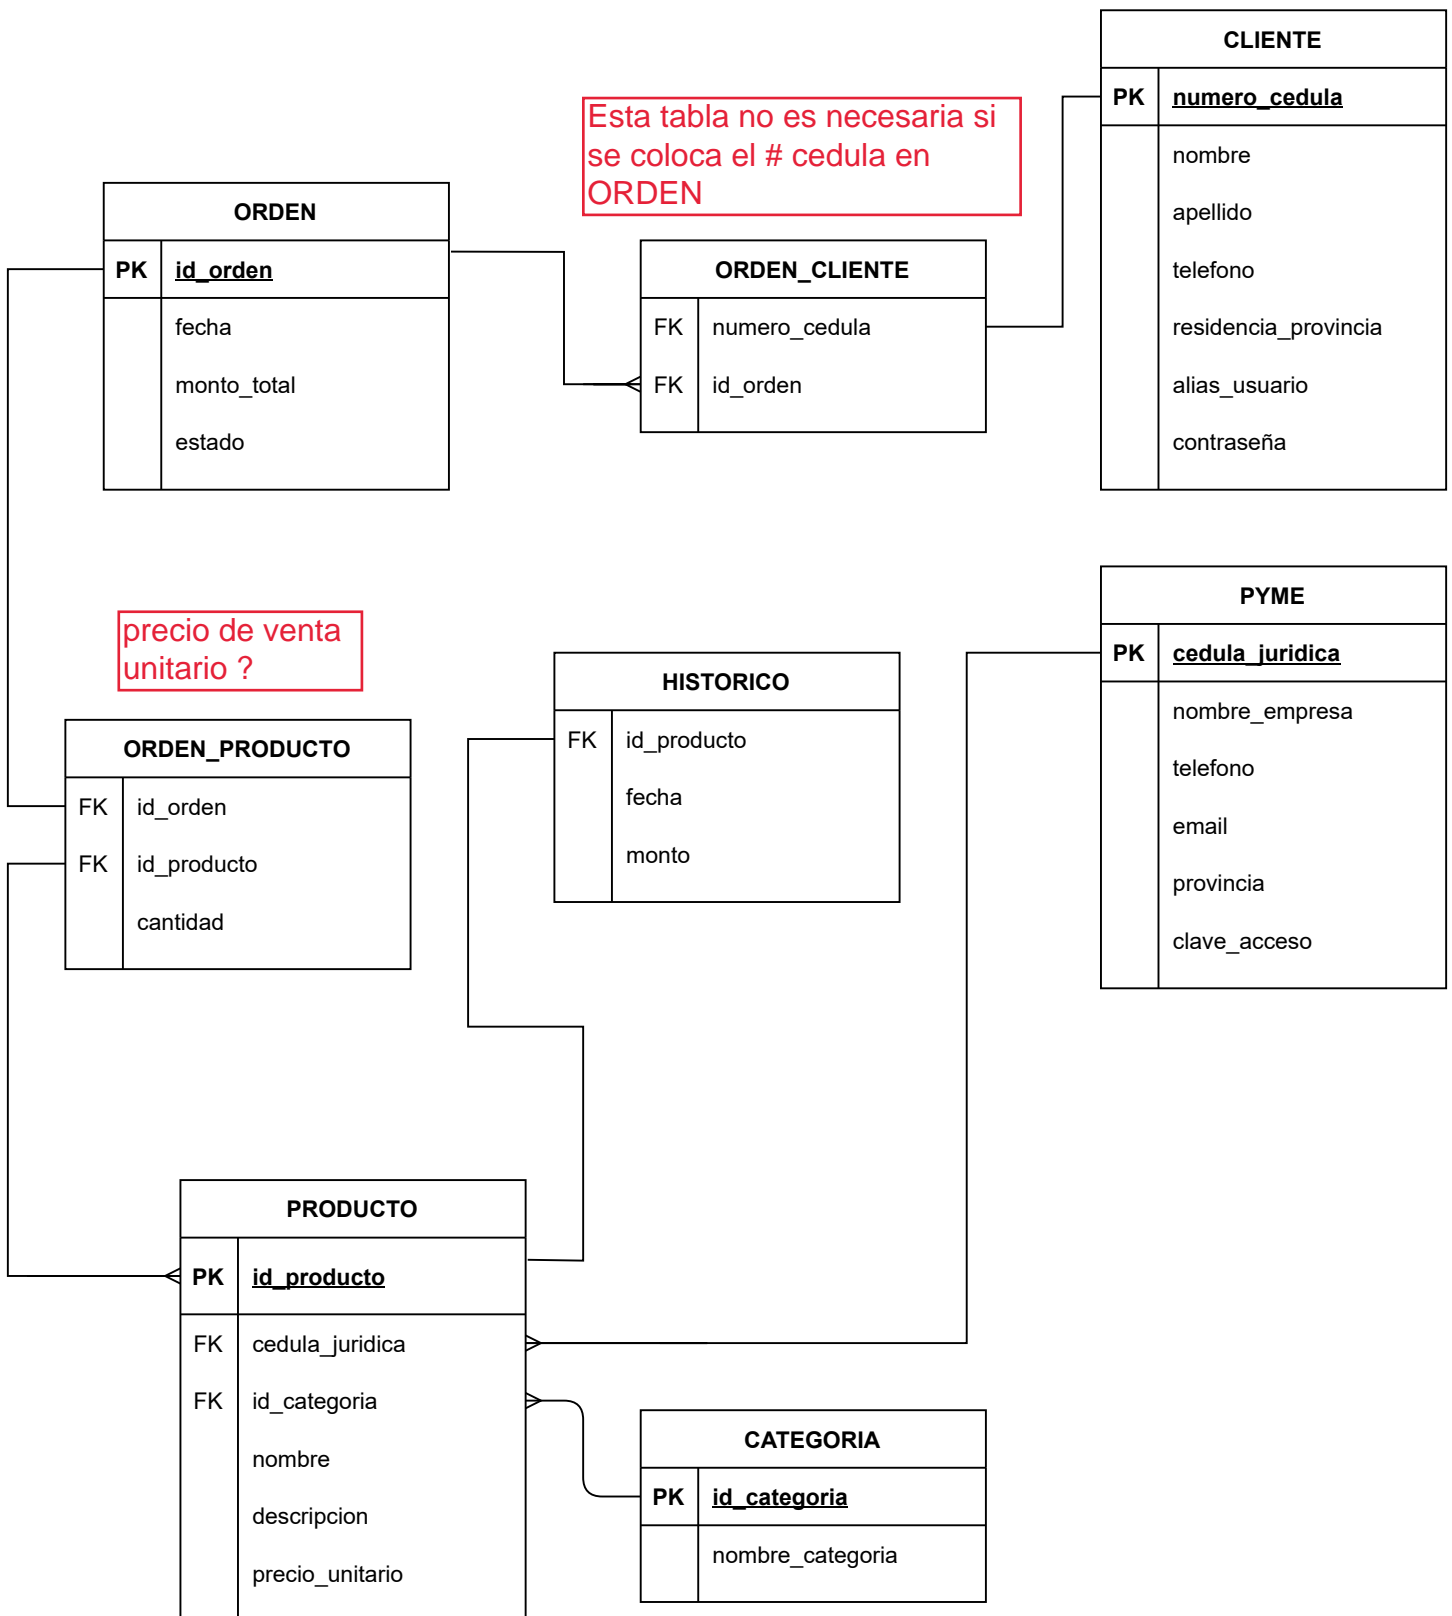 CLIENTE
PK numero_cedula
nombre
apellido
telefono
residencia_provincia
alias_usuario
contraseña
Esta tabla no es necesaria si
se coloca el # cedula en
ORDEN
ORDEN
PK id_orden
fecha
monto_total
estado
ORDEN_CLIENTE
FK numero_cedula
FK id_orden
PYME
PK cedula_juridica
nombre_empresa
telefono
email
provincia
clave_acceso
precio de venta
unitario ?
HISTORICO
FK id_producto
fecha
monto
ORDEN_PRODUCTO
FK id_orden
FK id_producto
cantidad
PRODUCTO
PK id_producto
FK cedula_juridica
FK id_categoria
nombre
descripcion
precio_unitario
CATEGORIA
PK id_categoria
nombre_categoria